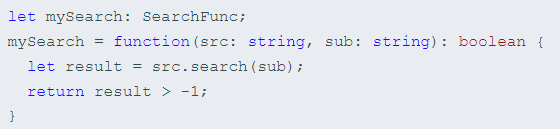 let mySearch: SearchFunc;
mySearch = function(src: string, sub: string): boolean {
  let result = src.search(sub);
  return result > -1;
}